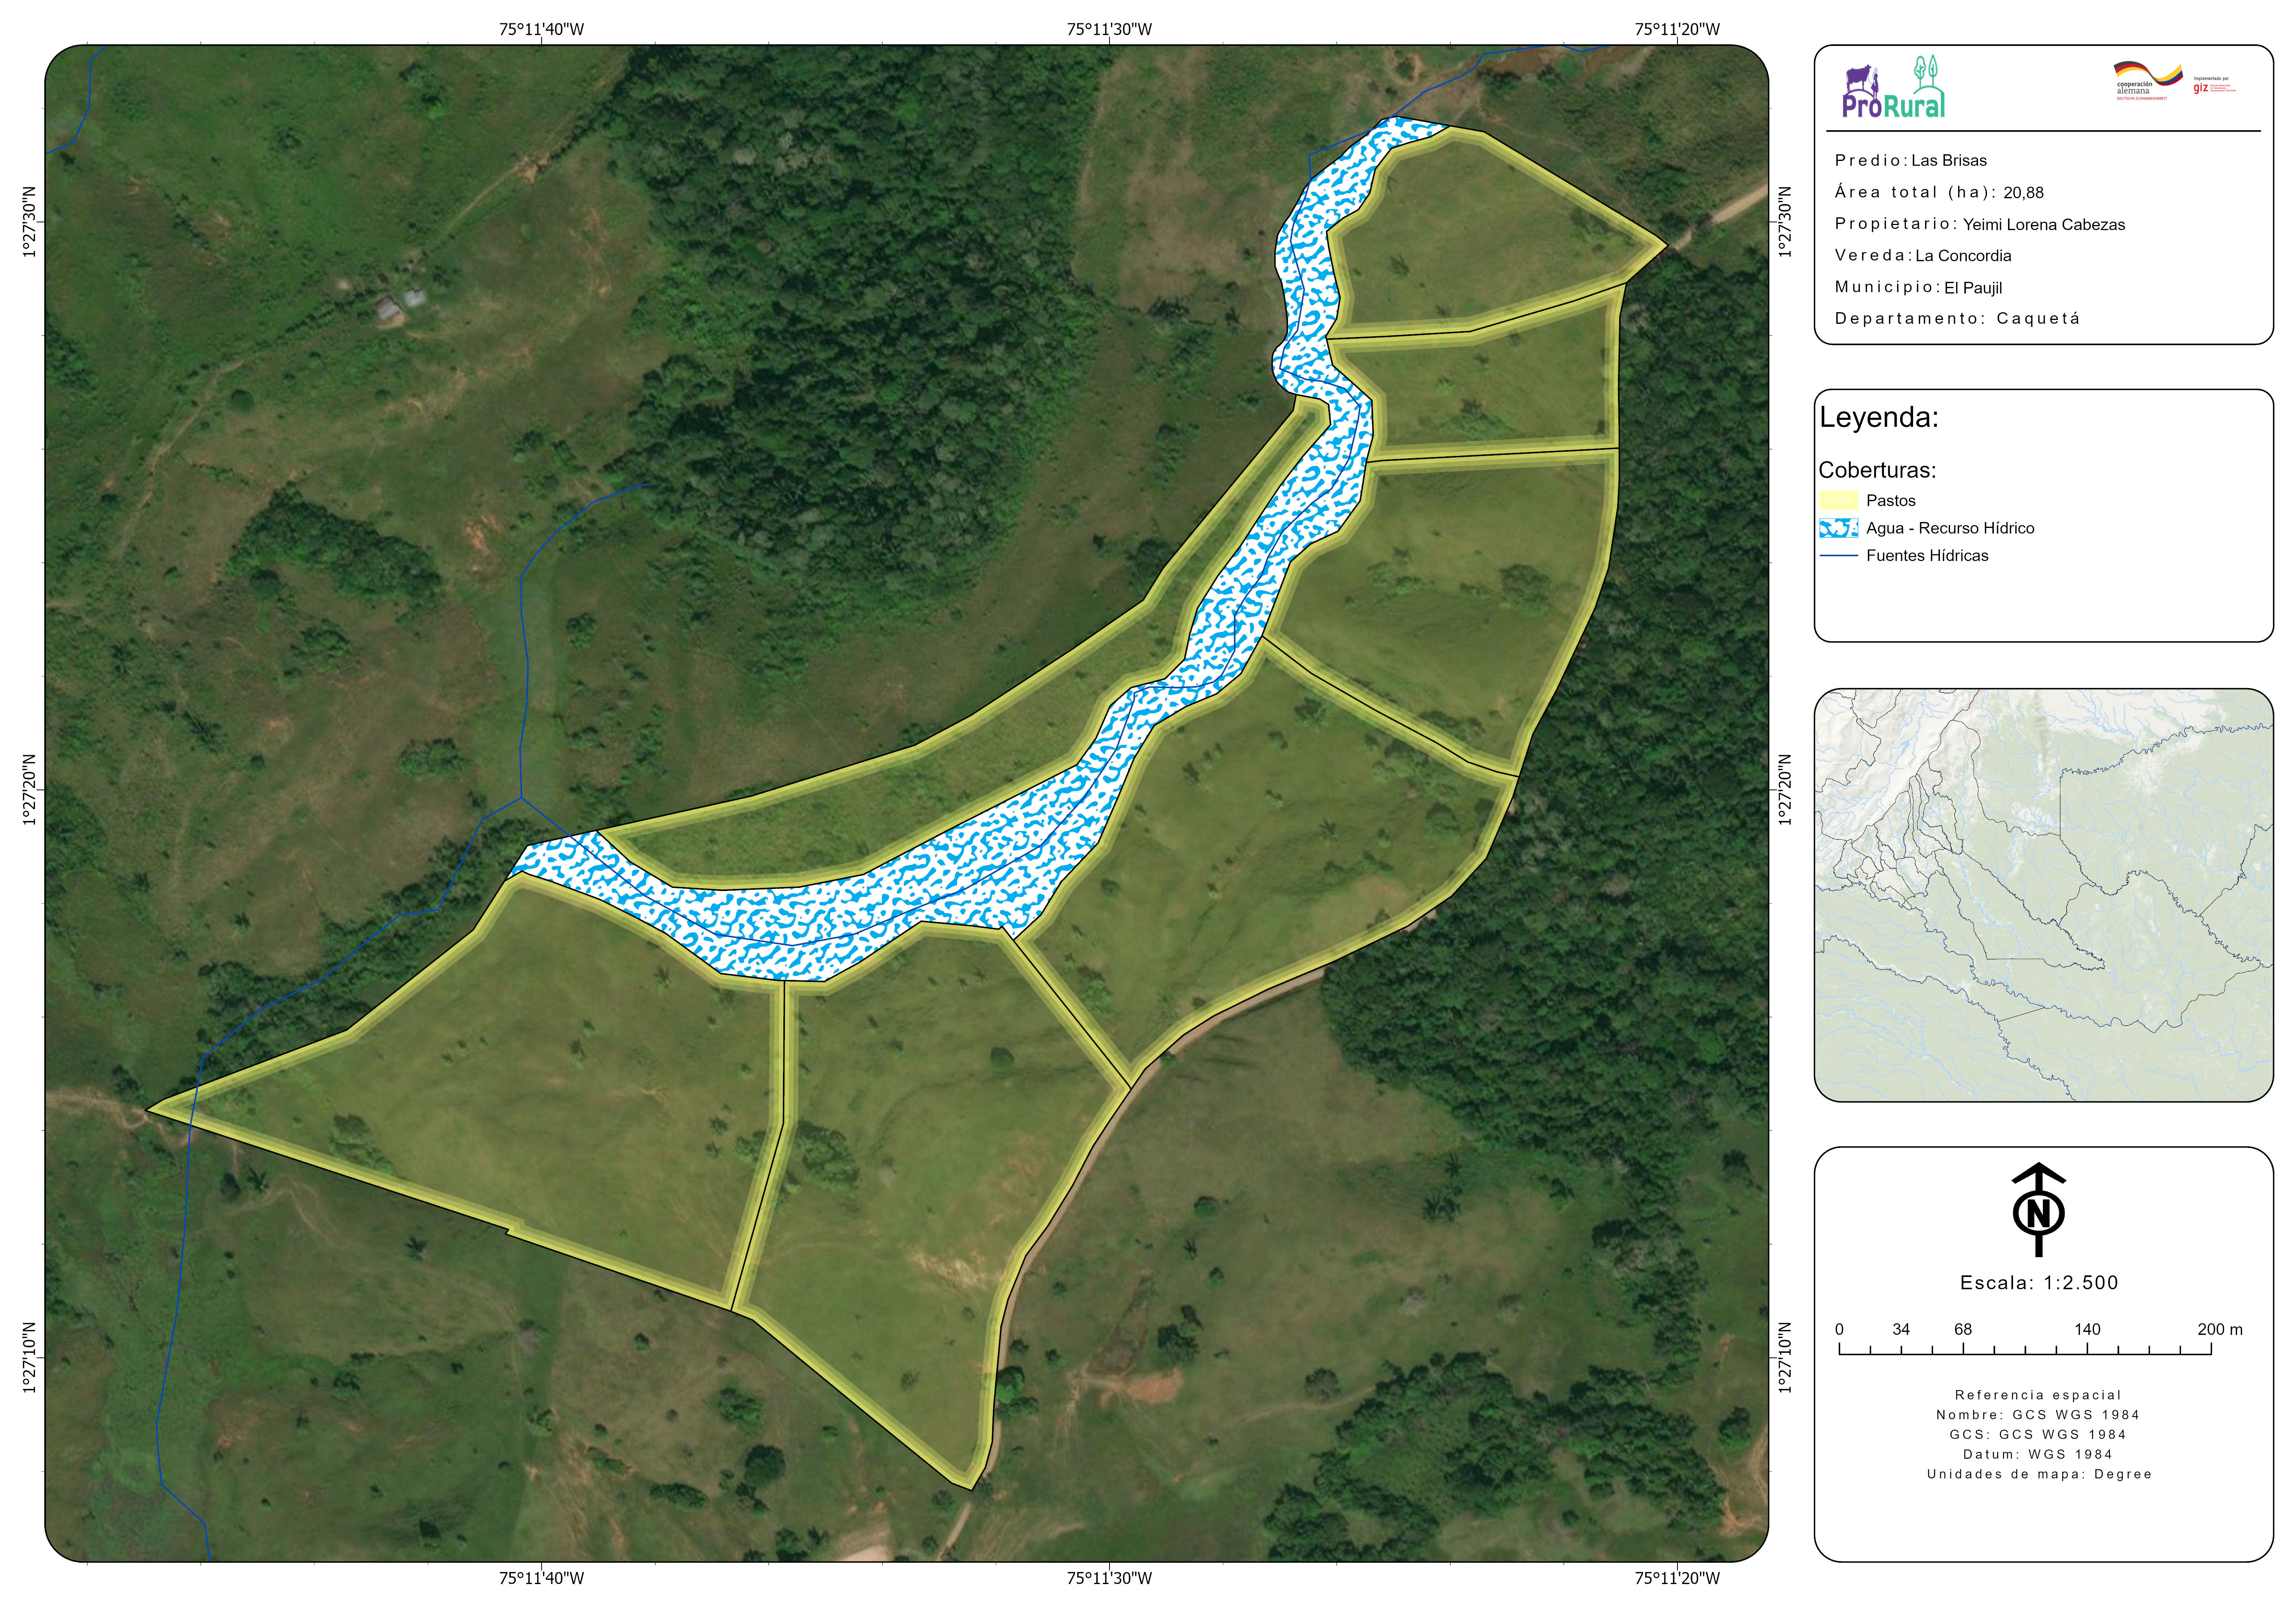 75°11'40"W
75°11'30"W
75°11'20"W
1°27'30"N
1°27'30"N
1°27'20"N
1°27'20"N
1°27'10"N
1°27'10"N
75°11'40"W
75°11'30"W
75°11'20"W
ProRural
cooperación
alemana
DEUTSCHE ZUSAMMENARBEIT
Implementada por
giz
Predio: Las Brisas
Área total (ha): 20,88
Propietario: Yeimi Lorena Cabezas
Vereda: La Concordia
Municipio: El Paujil
Departamento: Caquetá
Leyenda:
Coberturas:
Pastos
Agua - Recurso Hídrico
Fuentes Hídricas
N
Escala: 1:2.500
0 34 68 140 200 m
Referencia espacial
Nombre: GCS WGS 1984
GCS: GCS WGS 1984
Datum: WGS 1984
Unidades de mapa: Degree